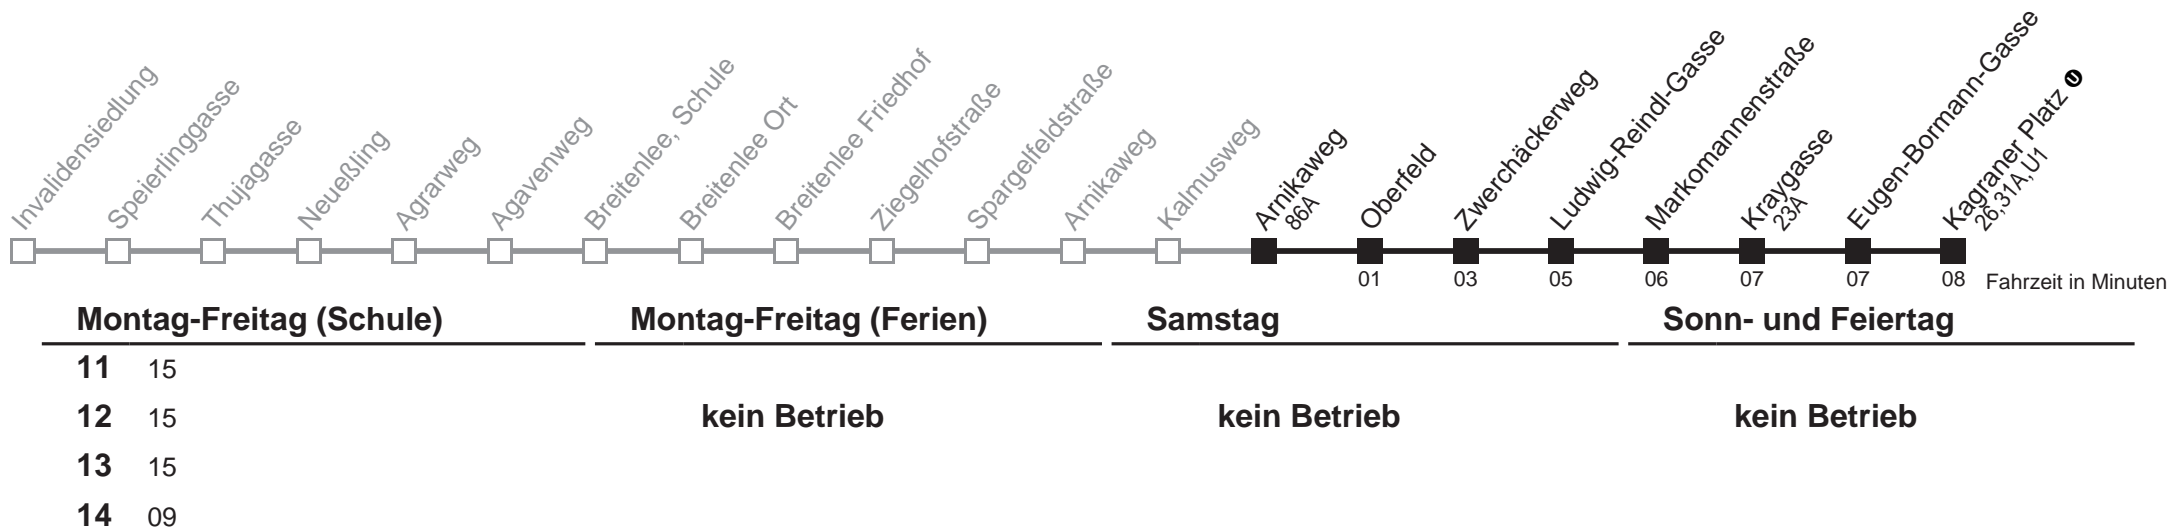 Invalidensiedlung
Speierlinggasse
Thujagasse
Neueßling
Agrarweg
Agavenweg
Breitenlee, Schule
Breitenlee Ort
Breitenlee Friedhof
Ziegelhofstraße
Spargelfeldstraße
Arnikaweg
Kalmusweg
Arnikaweg
86A
Oberfeld
Zwerchäckerweg
Ludwig-Reindl-Gasse
Markomannenstraße
Kraygasse
23A
Eugen-Bormann-Gasse
Kagraner Platz U
26,31A,U1
01 03 05 06 07 07 08 Fahrzeit in Minuten
Montag-Freitag (Schule) Montag-Freitag (Ferien) Samstag Sonn- und Feiertag
11 15
12 15 kein Betrieb kein Betrieb kein Betrieb
13 15
14 09